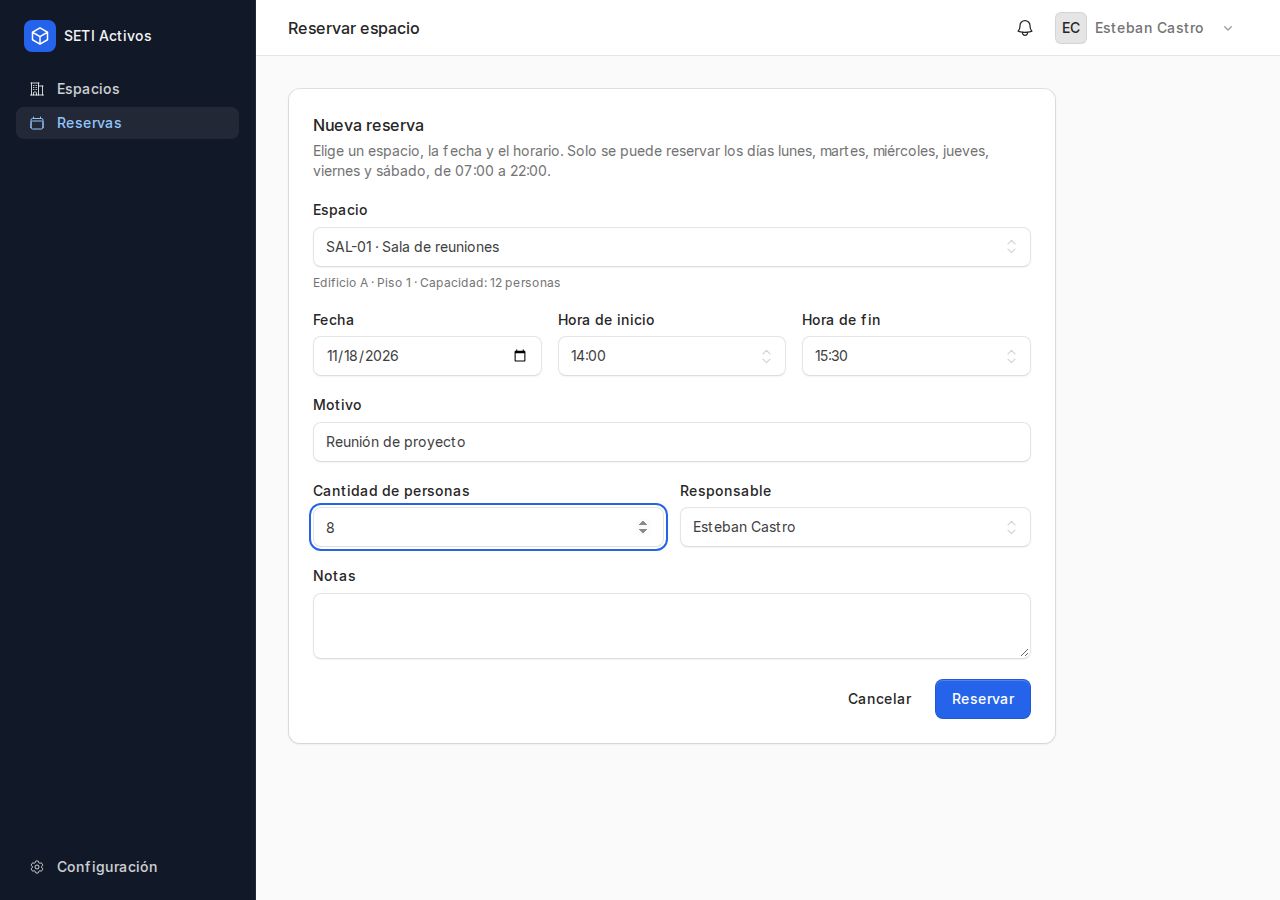 SETI Activos
Espacios
Reservas
Configuración
Reservar espacio
EC
Esteban Castro
Nueva reserva
Elige un espacio, la fecha y el horario. Solo se puede reservar los días lunes, martes, miércoles, jueves,
viernes y sábado, de 07:00 a 22:00.
Espacio
SAL-01 · Sala de reuniones
Edificio A · Piso 1 · Capacidad: 12 personas
Fecha
Hora de inicio
Hora de fin
11/18/2026
14:00
15:30
Motivo
Reunión de proyecto
Cantidad de personas
Responsable
8
Esteban Castro
Notas
Cancelar
Reservar